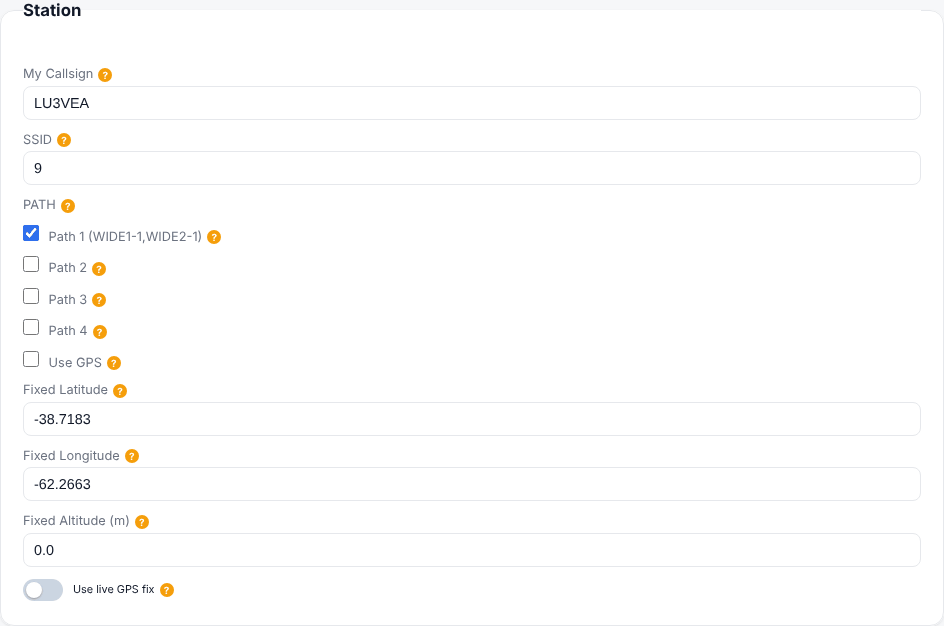 Station
My Callsign ?
LU3VEA
SSID ?
9
PATH ?
Path 1 (WIDE1-1,WIDE2-1) ?
Path 2 ?
Path 3 ?
Path 4 ?
Use GPS ?
Fixed Latitude ?
-38.7183
Fixed Longitude ?
-62.2663
Fixed Altitude (m) ?
0.0
Use live GPS fix ?